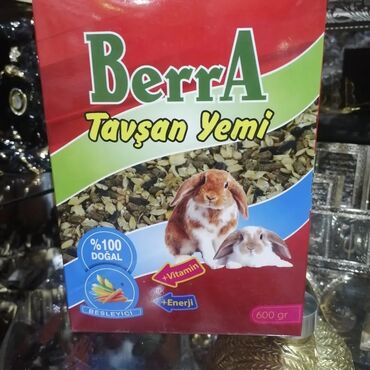 BerrA
Tavşan Yemi
%100
DOĞAL
+Vitamin
+Enerji
BESLEYİCİ
600 gr